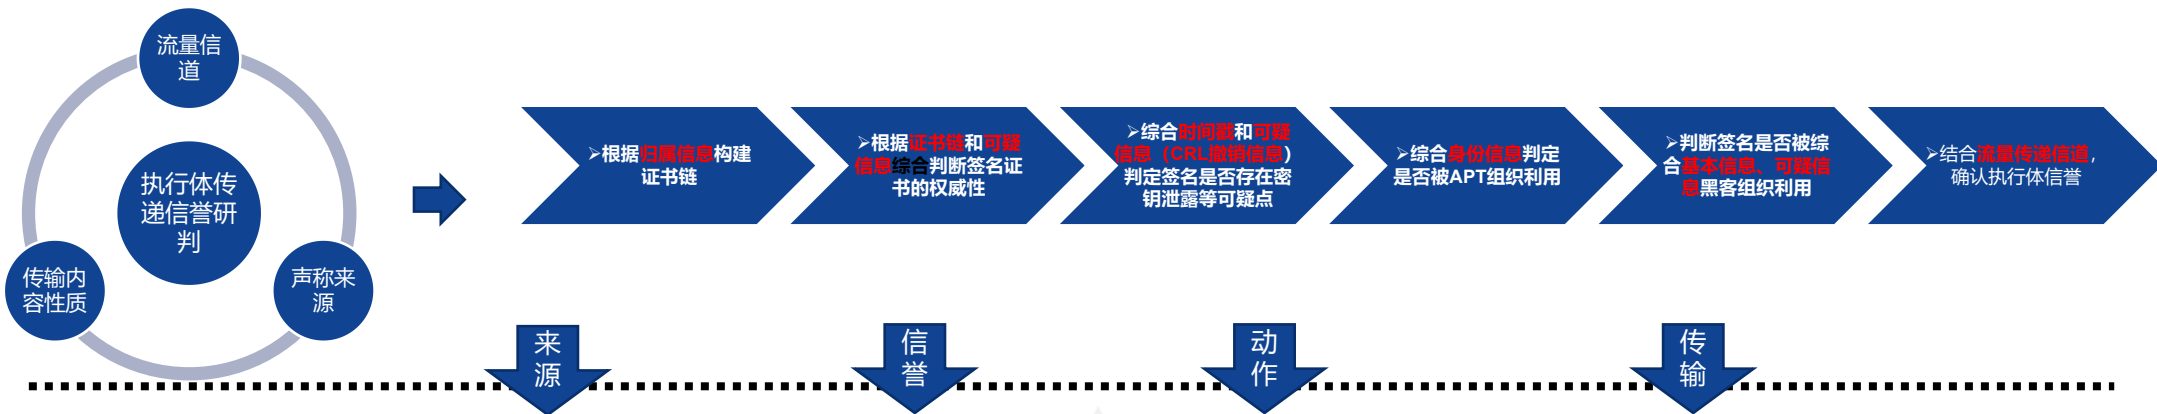 流量信
道
执行体传
递信誉研
判
传输内
容性质
声称来
源
➢根据归属信息构建
证书链
➢根据证书链和可疑
信息综合判断签名证
书的权威性
➢综合时间戳和可疑
信息（CRL撤销信息）
判定签名是否存在密
钥泄露等可疑点
➢综合身份信息判定
是否被APT组织利用
➢判断签名是否被综
合基本信息、可疑信
息黑客组织利用
➢结合流量传递信道，
确认执行体信誉
来
源
信
誉
动
作
传
输